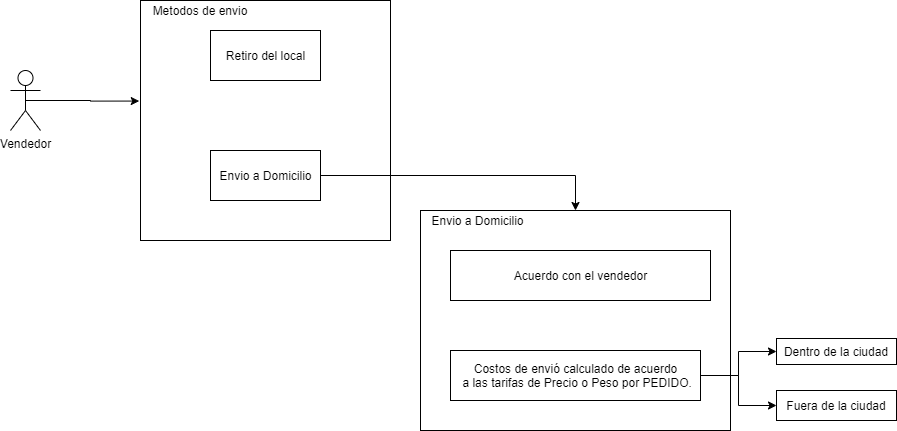 Metodos de envio
Retiro del local
Vendedor
Envio a Domicilio
Envio a Domicilio
Acuerdo con el vendedor
Costos de envió calculado de acuerdo
a las tarifas de Precio o Peso por PEDIDO.
Dentro de la ciudad
Fuera de la ciudad